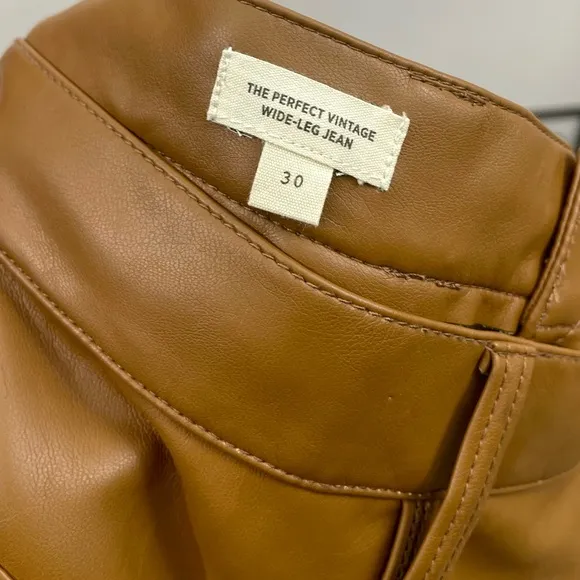 THE PERFECT VINTAGE
WIDE-LEG JEAN
30